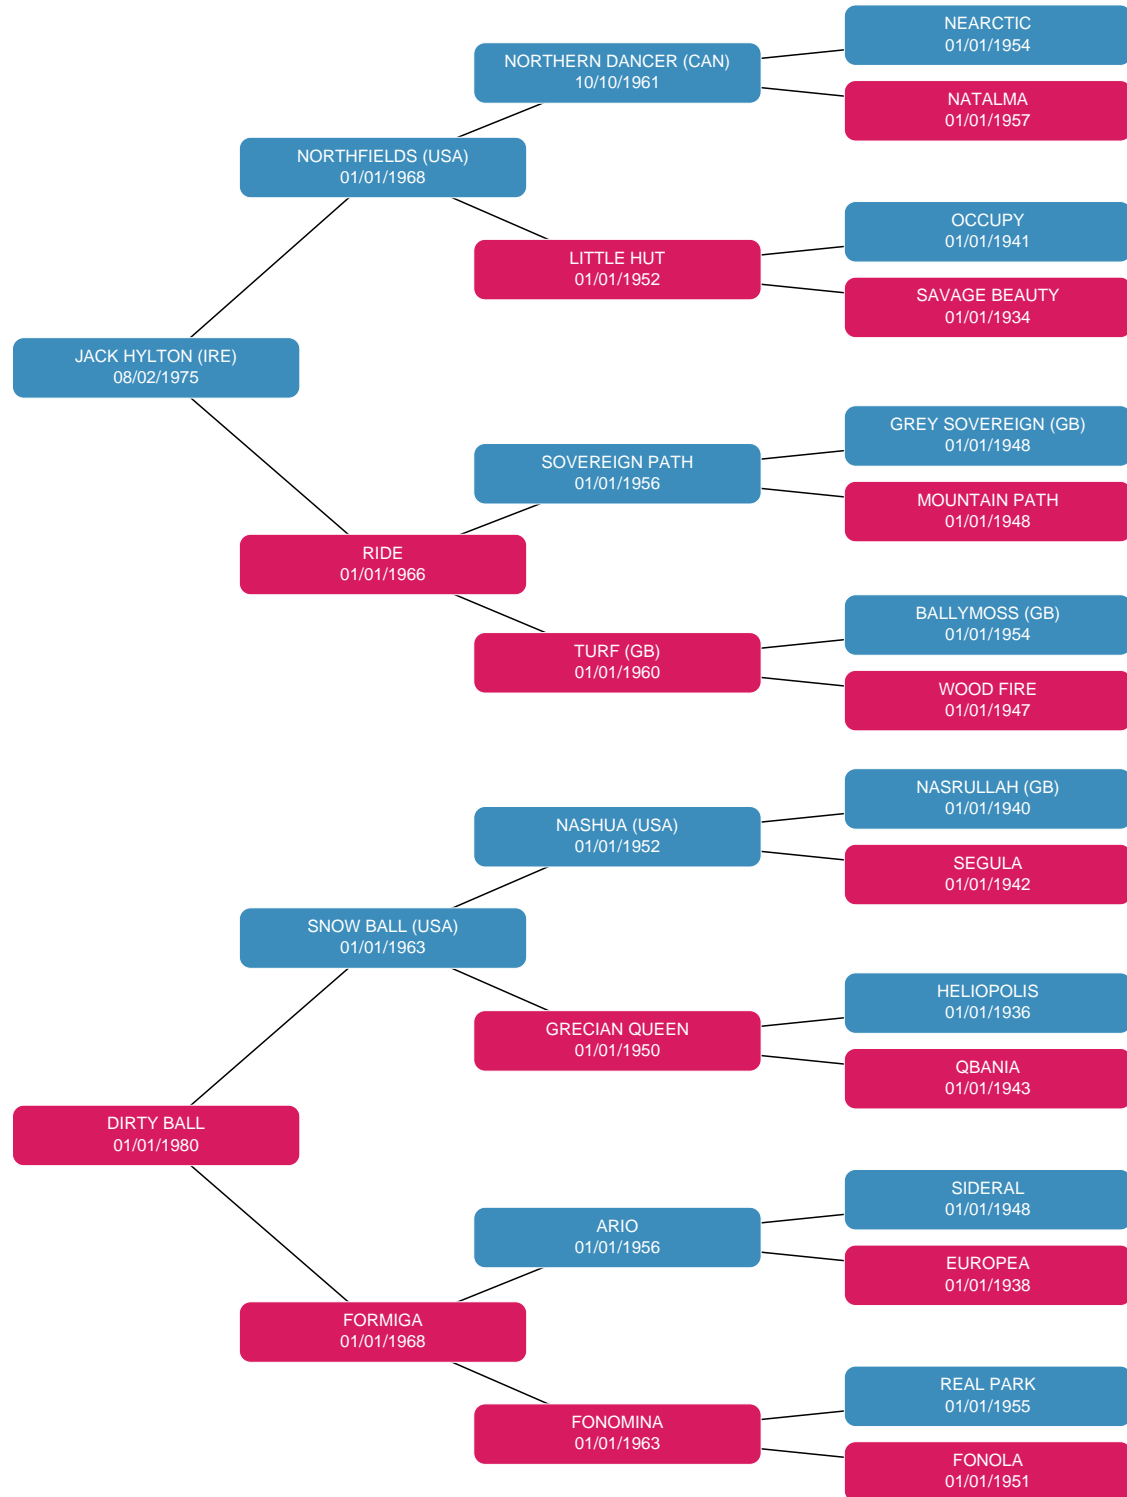 NEARCTIC
01/01/1954
NORTHERN DANCER (CAN)
10/10/1961
NATALMA
01/01/1957
NORTHFIELDS (USA)
01/01/1968
OCCUPY
01/01/1941
LITTLE HUT
01/01/1952
SAVAGE BEAUTY
01/01/1934
JACK HYLTON (IRE)
08/02/1975
GREY SOVEREIGN (GB)
01/01/1948
SOVEREIGN PATH
01/01/1956
MOUNTAIN PATH
01/01/1948
RIDE
01/01/1966
BALLYMOSS (GB)
01/01/1954
TURF (GB)
01/01/1960
WOOD FIRE
01/01/1947
NASRULLAH (GB)
01/01/1940
NASHUA (USA)
01/01/1952
SEGULA
01/01/1942
SNOW BALL (USA)
01/01/1963
HELIOPOLIS
01/01/1936
GRECIAN QUEEN
01/01/1950
QBANIA
01/01/1943
DIRTY BALL
01/01/1980
SIDERAL
01/01/1948
ARIO
01/01/1956
EUROPEA
01/01/1938
FORMIGA
01/01/1968
REAL PARK
01/01/1955
FONOMINA
01/01/1963
FONOLA
01/01/1951